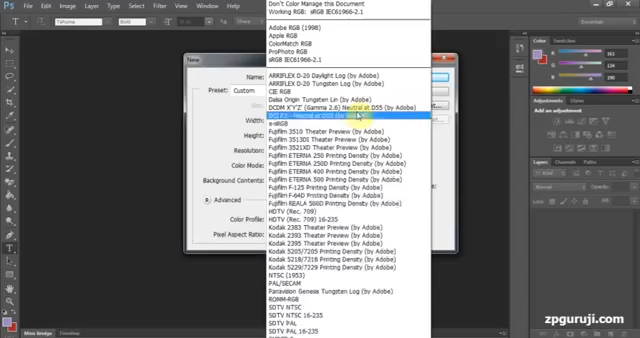 Ps
Don't Color Manage this Document
Working RGB: sRGB IEC61966-2.1
Adobe RGB (1998)
Apple RGB
ColorMatch RGB
ProPhoto RGB
sRGB IEC61966-2.1
ARRIFLEX D-20 Daylight Log (by Adobe)
ARRIFLEX D-20 Tungsten Log (by Adobe)
CIE RGB
Dalsa Origin Tungsten Lin (by Adobe)
DCDM X'Y'Z' (Gamma 2.6) Neutral at D55 (by Adobe)
e-sRGB
Fujifilm 3510 Theater Preview (by Adobe)
Fujifilm 3513DI Theater Preview (by Adobe)
Fujifilm 3521XD Theater Preview (by Adobe)
Fujifilm ETERNA 250 Printing Density (by Adobe)
Fujifilm ETERNA 250D Printing Density (by Adobe)
Fujifilm ETERNA 400 Printing Density (by Adobe)
Fujifilm ETERNA 500 Printing Density (by Adobe)
Fujifilm F-125 Printing Density (by Adobe)
Fujifilm F-64D Printing Density (by Adobe)
Fujifilm REALA 500D Printing Density (by Adobe)
HDTV (Rec. 709)
HDTV (Rec. 709) 16-235
Kodak 2383 Theater Preview (by Adobe)
Kodak 2393 Theater Preview (by Adobe)
Kodak 2395 Theater Preview (by Adobe)
Kodak 5205/7205 Printing Density (by Adobe)
Kodak 5218/7218 Printing Density (by Adobe)
Kodak 5229/7229 Printing Density (by Adobe)
NTSC (1953)
PAL/SECAM
Panavision Genesis Tungsten Log (by Adobe)
ROMM-RGB
SDTV NTSC
SDTV NTSC 16-235
SDTV PAL
SDTV PAL 16-235
New
Name:
Preset: Custom
Width:
Height:
Resolution:
Color Mode:
Background Contents:
Advanced
Color Profile:
Pixel Aspect Ratio:
Essentials
Color
R
161
G
134
B
190
Adjustments
Styles
Add an adjustment
Layers
Channels
Paths
Kind
Normal
Opacity:
Lock:
Fill:
Mini Bridge
Timeline
zpguruji.com